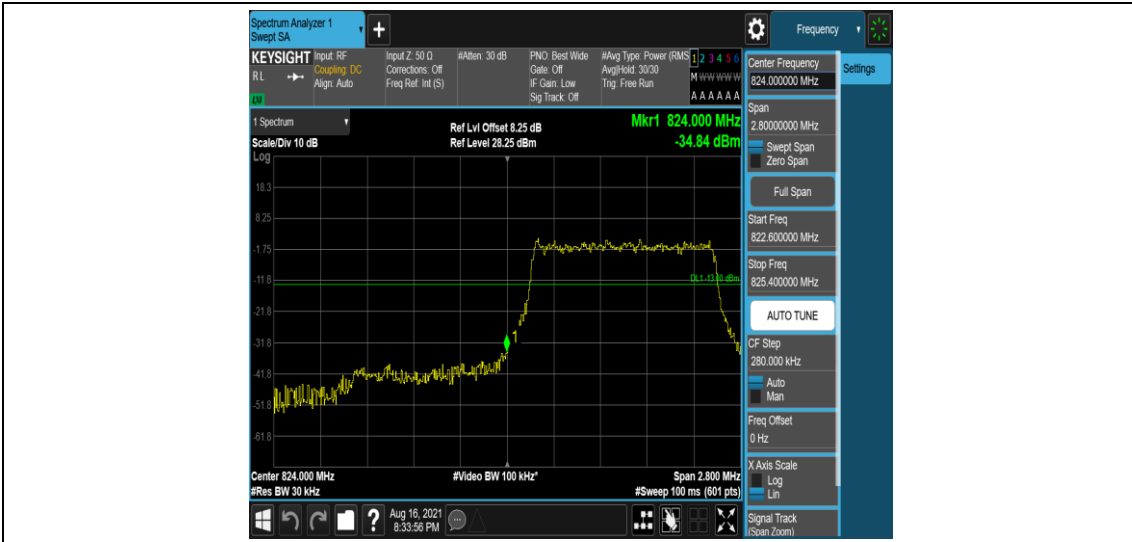 Spectrum Analyzer 1
Swept SA
+
Frequency
KEYSIGHT
RL
LXI
Input: RF
Coupling: DC
Align: Auto
Input Z: 50 Ω
Corrections: Off
Freq Ref: Int (S)
#Atten: 30 dB
PNO: Best Wide
Gate: Off
IF Gain: Low
Sig Track: Off
#Avg Type: Power (RMS
Avg|Hold: 30/30
Trig: Free Run
1 2 3 4 5 6
M W W W W W
A A A A A A
1 Spectrum
Scale/Div 10 dB
Log
Ref Lvl Offset 8.25 dB
Ref Level 28.25 dBm
Mkr1 824.000 MHz
-34.84 dBm
18.3
8.25
-1.75
-11.8
-21.8
-31.8
-41.8
-51.8
-61.8
DL1 -13.00 dBm
1
Center 824.000 MHz
#Res BW 30 kHz
#Video BW 100 kHz*
Span 2.800 MHz
#Sweep 100 ms (601 pts)
?
Aug 16, 2021
8:33:56 PM
Center Frequency
824.000000 MHz
Span
2.80000000 MHz
Swept Span
Zero Span
Full Span
Start Freq
822.600000 MHz
Stop Freq
825.400000 MHz
AUTO TUNE
CF Step
280.000 kHz
Auto
Man
Freq Offset
0 Hz
X Axis Scale
Log
Lin
Signal Track
(Span Zoom)
Settings